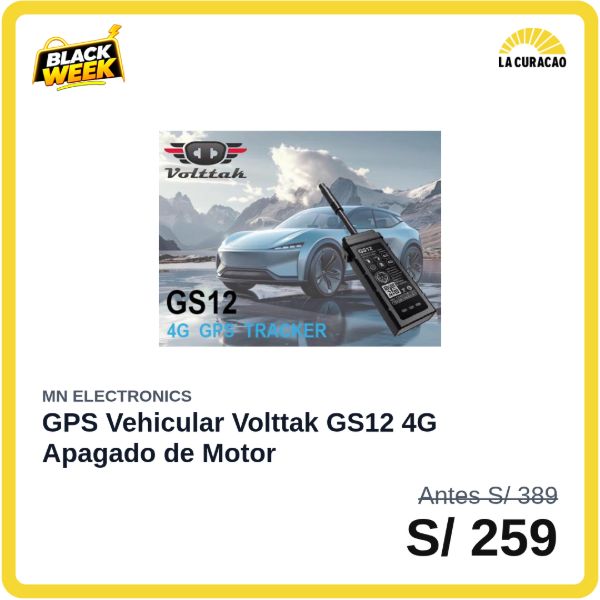 BLACK
WEEK
LA CURACAO
Volttak
GS12
GS12
4G GPS TRACKER
MN ELECTRONICS
GPS Vehicular Volttak GS12 4G
Apagado de Motor
Antes S/ 389
S/ 259